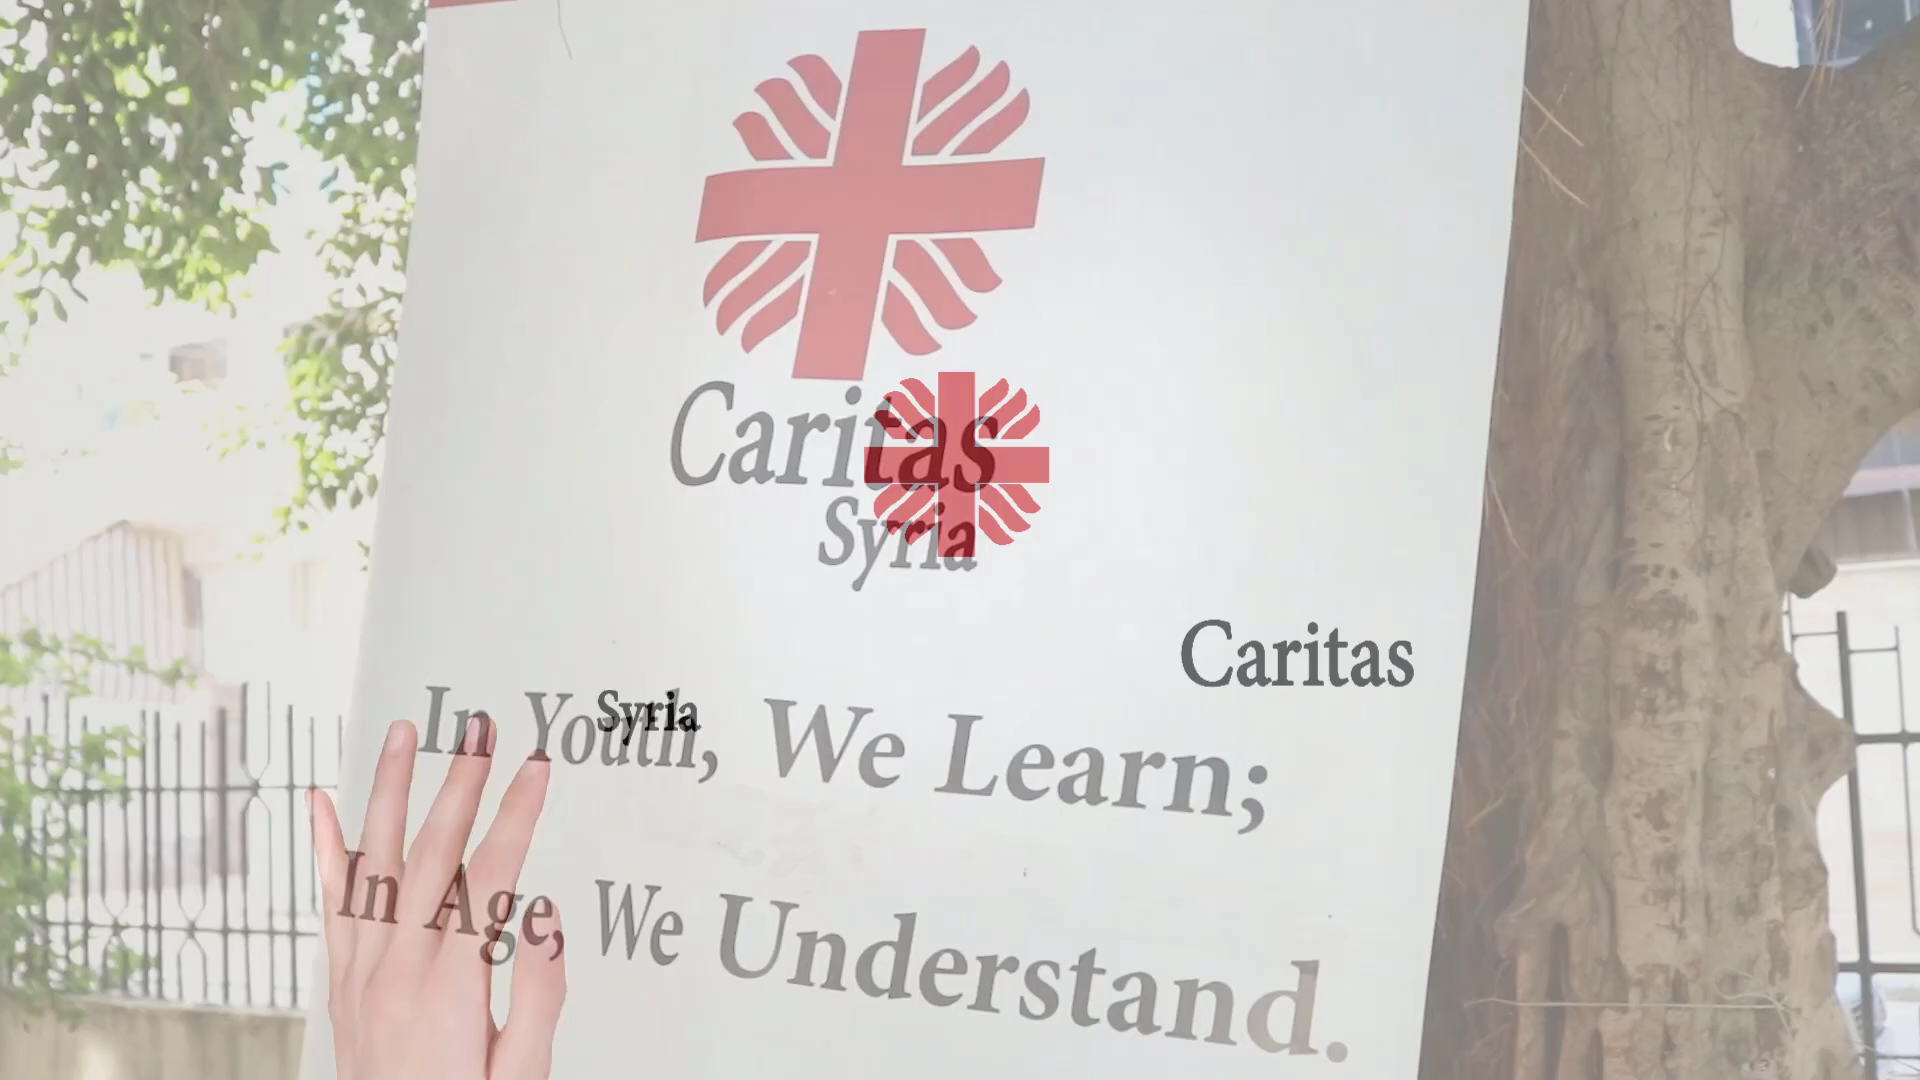 Caritas
Syria
Caritas
Syria
In Youth, We Learn;
In Age, We Understand.